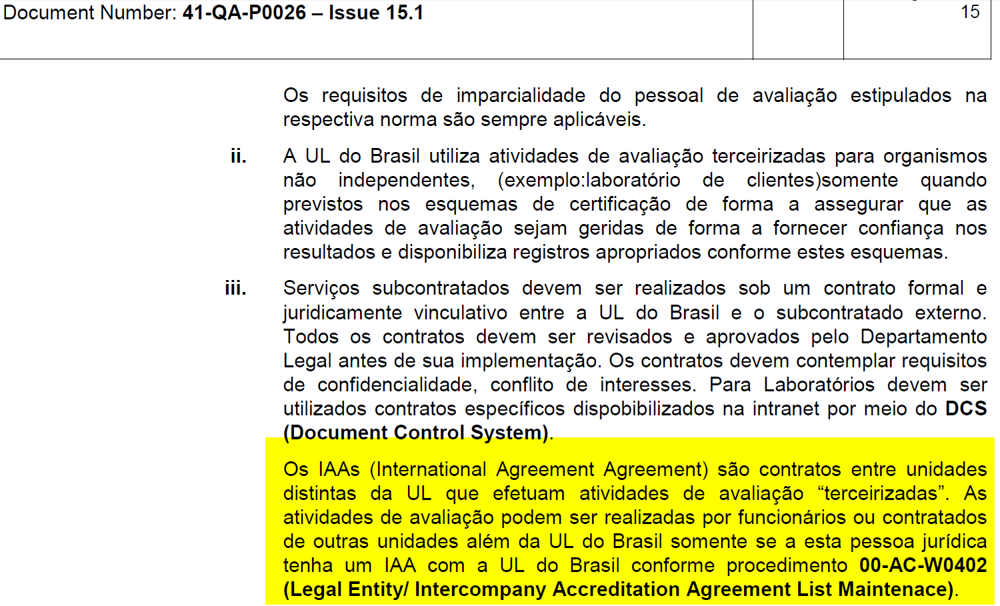 Document Number: 41-QA-P0026 – Issue 15.1
15
Os requisitos de imparcialidade do pessoal de avaliação estipulados na
respectiva norma são sempre aplicáveis.
ii. A UL do Brasil utiliza atividades de avaliação terceirizadas para organismos
não independentes, (exemplo:laboratório de clientes)somente quando
previstos nos esquemas de certificação de forma a assegurar que as
atividades de avaliação sejam geridas de forma a fornecer confiança nos
resultados e disponibiliza registros apropriados conforme estes esquemas.
iii. Serviços subcontratados devem ser realizados sob um contrato formal e
juridicamente vinculativo entre a UL do Brasil e o subcontratado externo.
Todos os contratos devem ser revisados e aprovados pelo Departamento
Legal antes de sua implementação. Os contratos devem contemplar requisitos
de confidencialidade, conflito de interesses. Para Laboratórios devem ser
utilizados contratos específicos dispobibilizados na intranet por meio do DCS
(Document Control System).
Os IAAs (International Agreement Agreement) são contratos entre unidades
distintas da UL que efetuam atividades de avaliação “terceirizadas”. As
atividades de avaliação podem ser realizadas por funcionários ou contratados
de outras unidades além da UL do Brasil somente se a esta pessoa jurídica
tenha um IAA com a UL do Brasil conforme procedimento 00-AC-W0402
(Legal Entity/ Intercompany Accreditation Agreement List Maintenace).